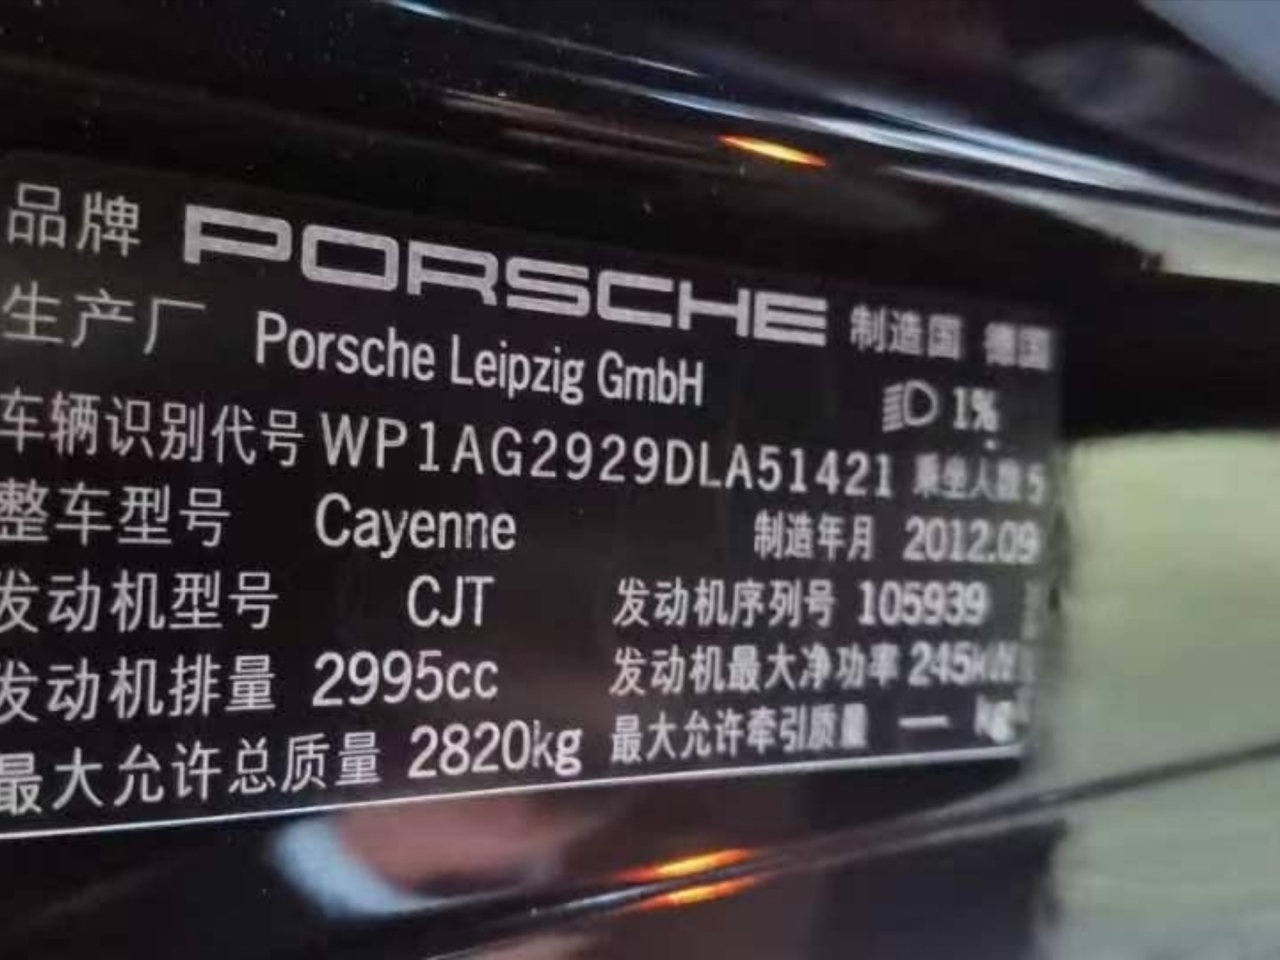 品牌 PORSCHE 制造国 德国
生产厂 Porsche Leipzig GmbH 1%
车辆识别代号 WP1AG2929DLA51421 乘坐人数 5
整车型号 Cayenne 制造年月 2012.09
发动机型号 CJT 发动机序列号 105939
发动机排量 2995cc 发动机最大净功率 245kW
最大允许总质量 2820kg 最大允许牵引质量 — kg